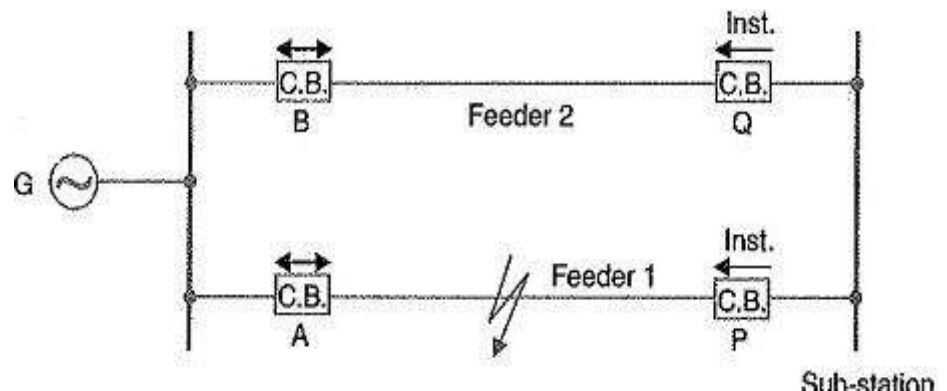 Inst.
C.B.
C.B.
B
Feeder 2
Q
G
Inst.
Feeder 1
C.B.
C.B.
A
P
Sub-station